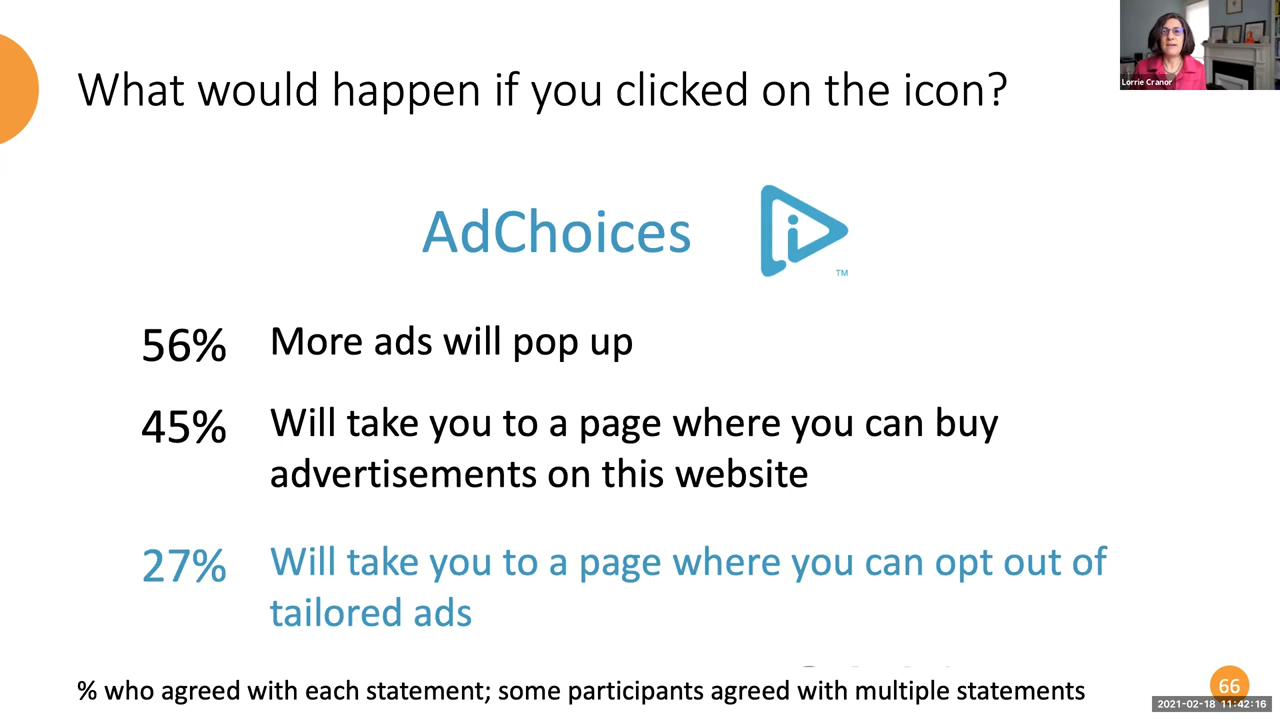 Lorrie Cranor
What would happen if you clicked on the icon?
AdChoices
i
TM
56% More ads will pop up
45% Will take you to a page where you can buy
advertisements on this website
27% Will take you to a page where you can opt out of
tailored ads
% who agreed with each statement; some participants agreed with multiple statements
66
2021-02-18 11:42:16